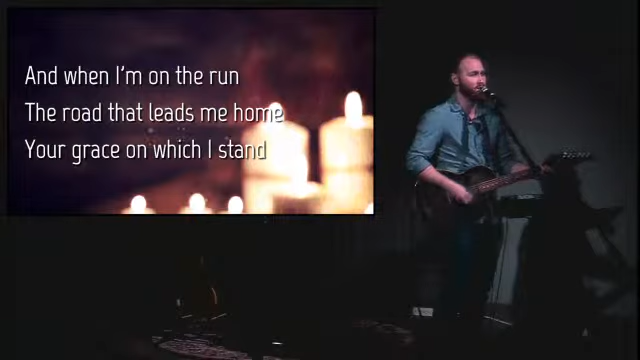 And when I'm on the run
The road that leads me home
Your grace on which I stand